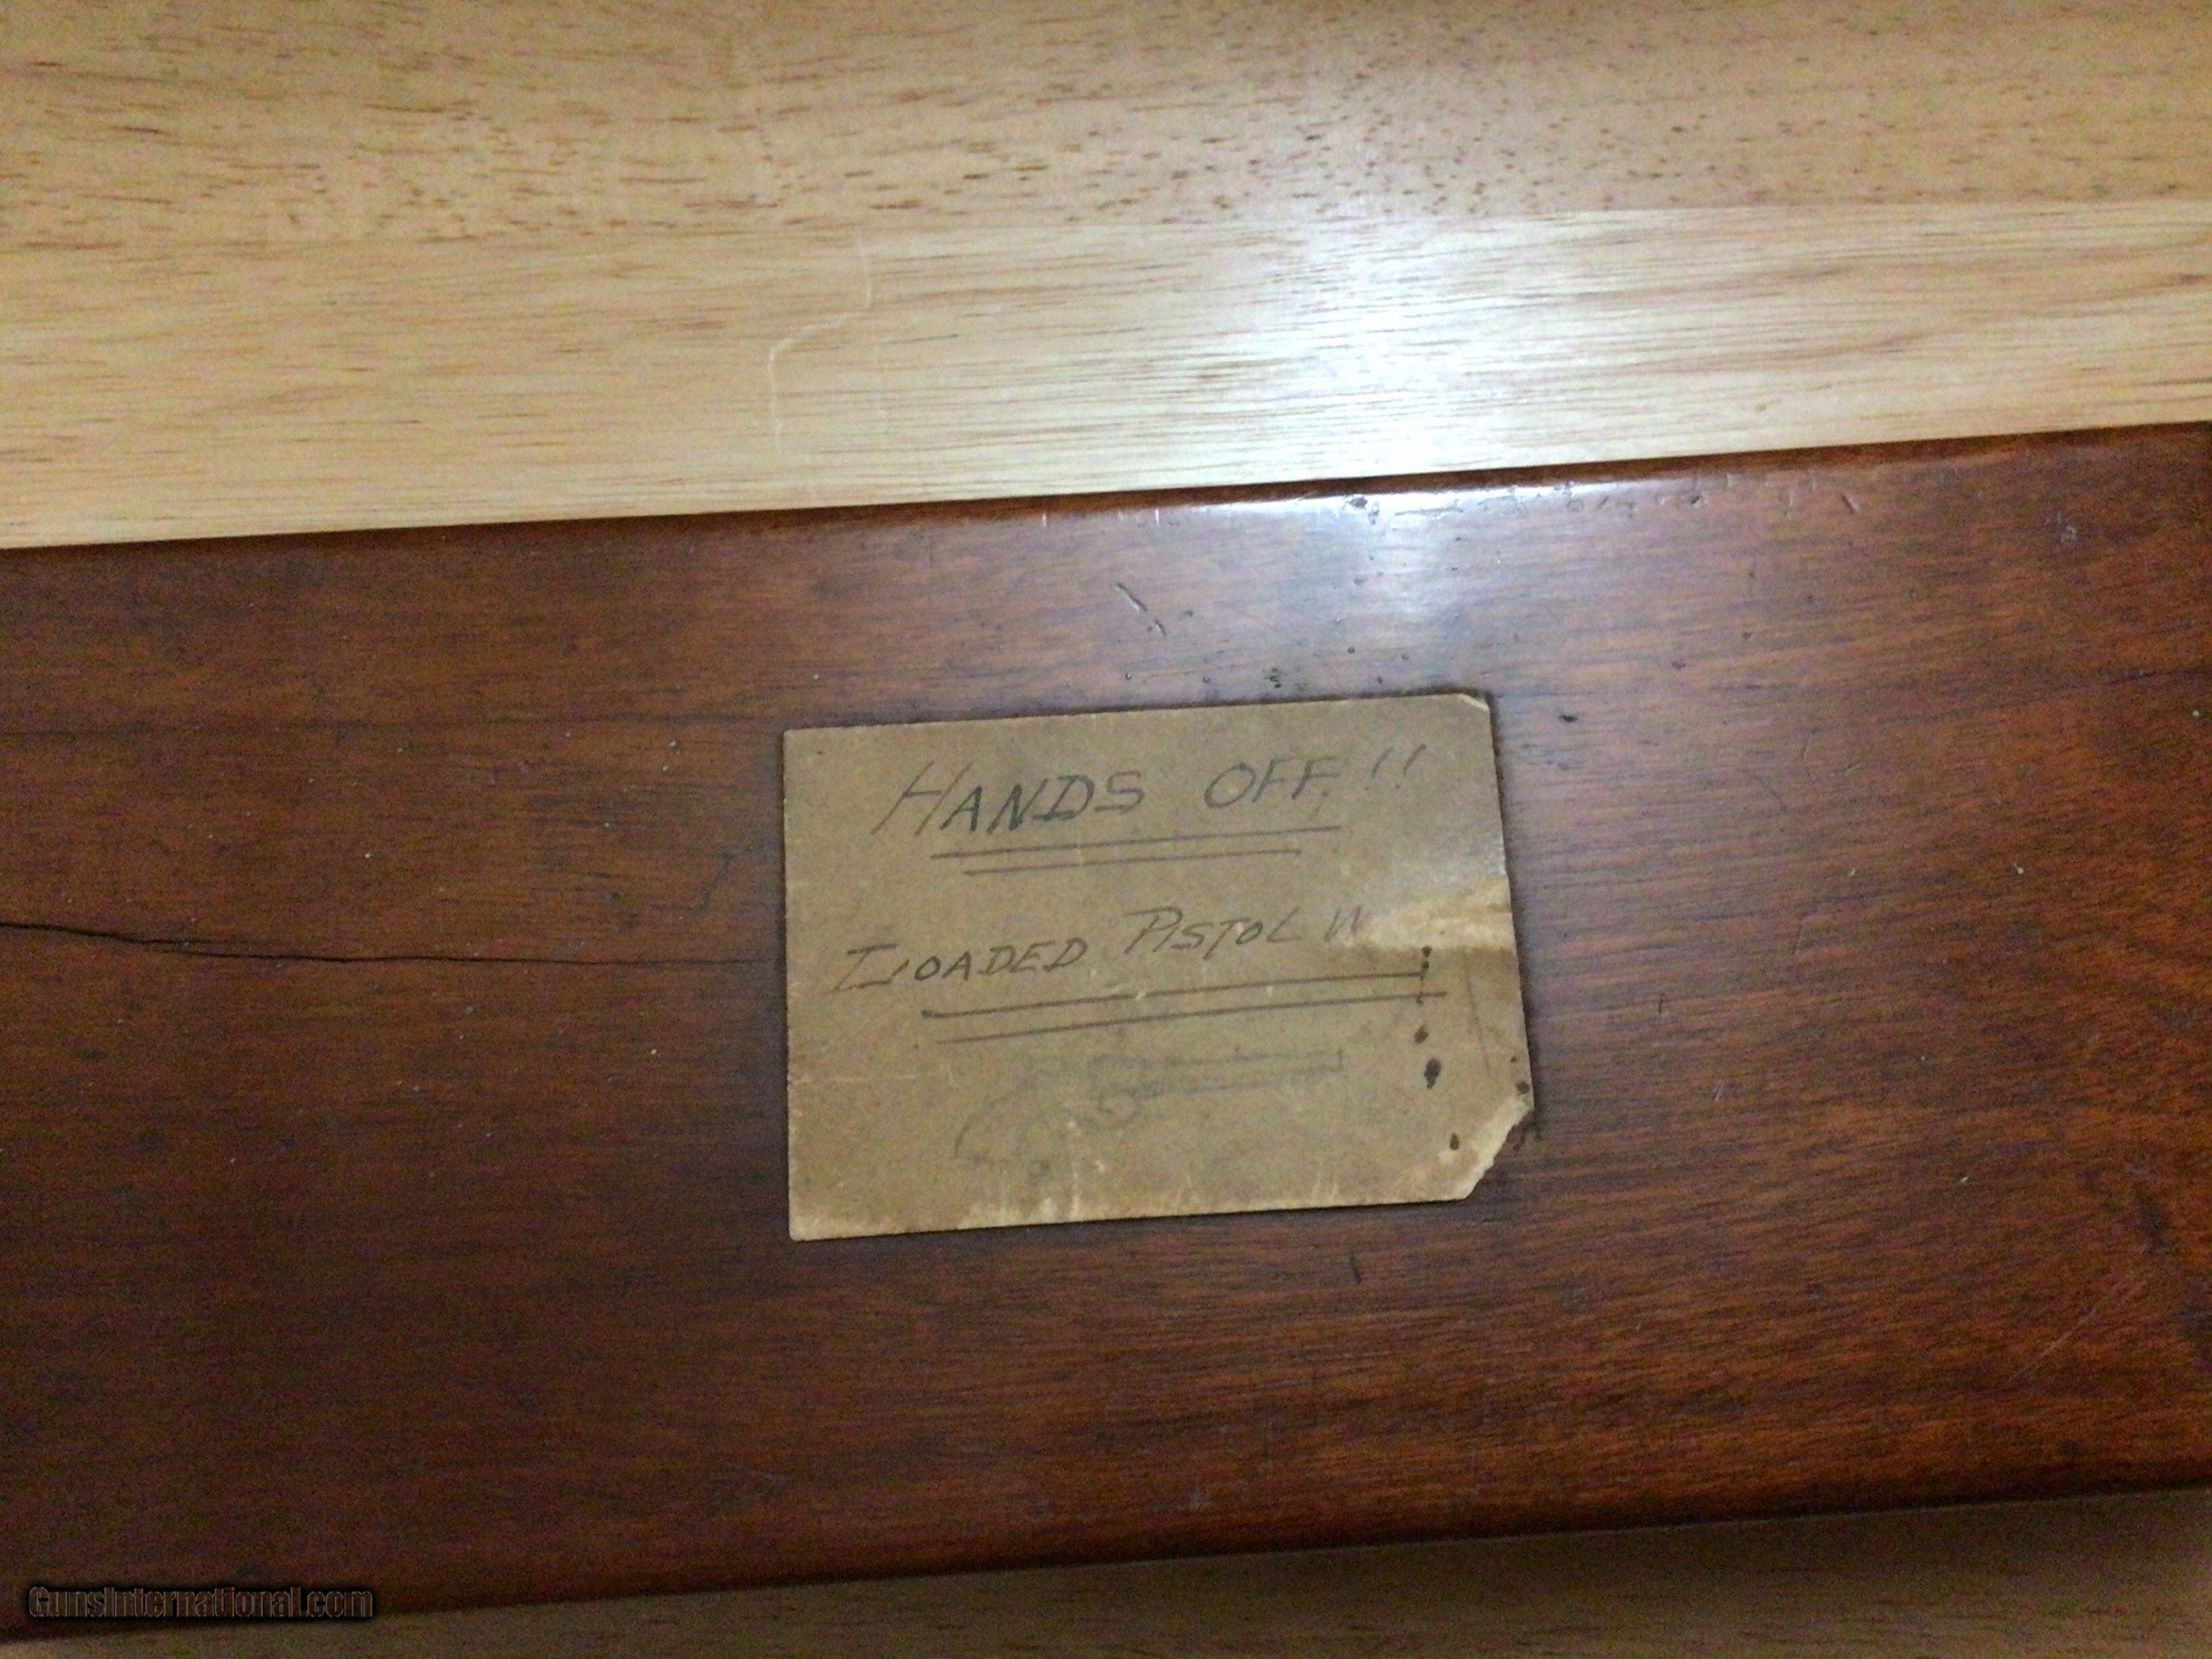 HANDS OFF!!
LOADED PISTOL W
GunsInternational.com